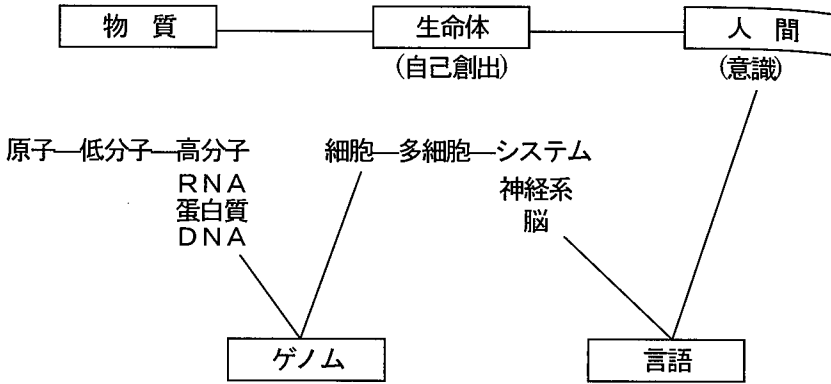 物質 生命体 人間
(自己創出) (意識)
原子―低分子―高分子 細胞―多細胞―システム
RNA 神経系
蛋白質 脳
DNA
ゲノム 言語